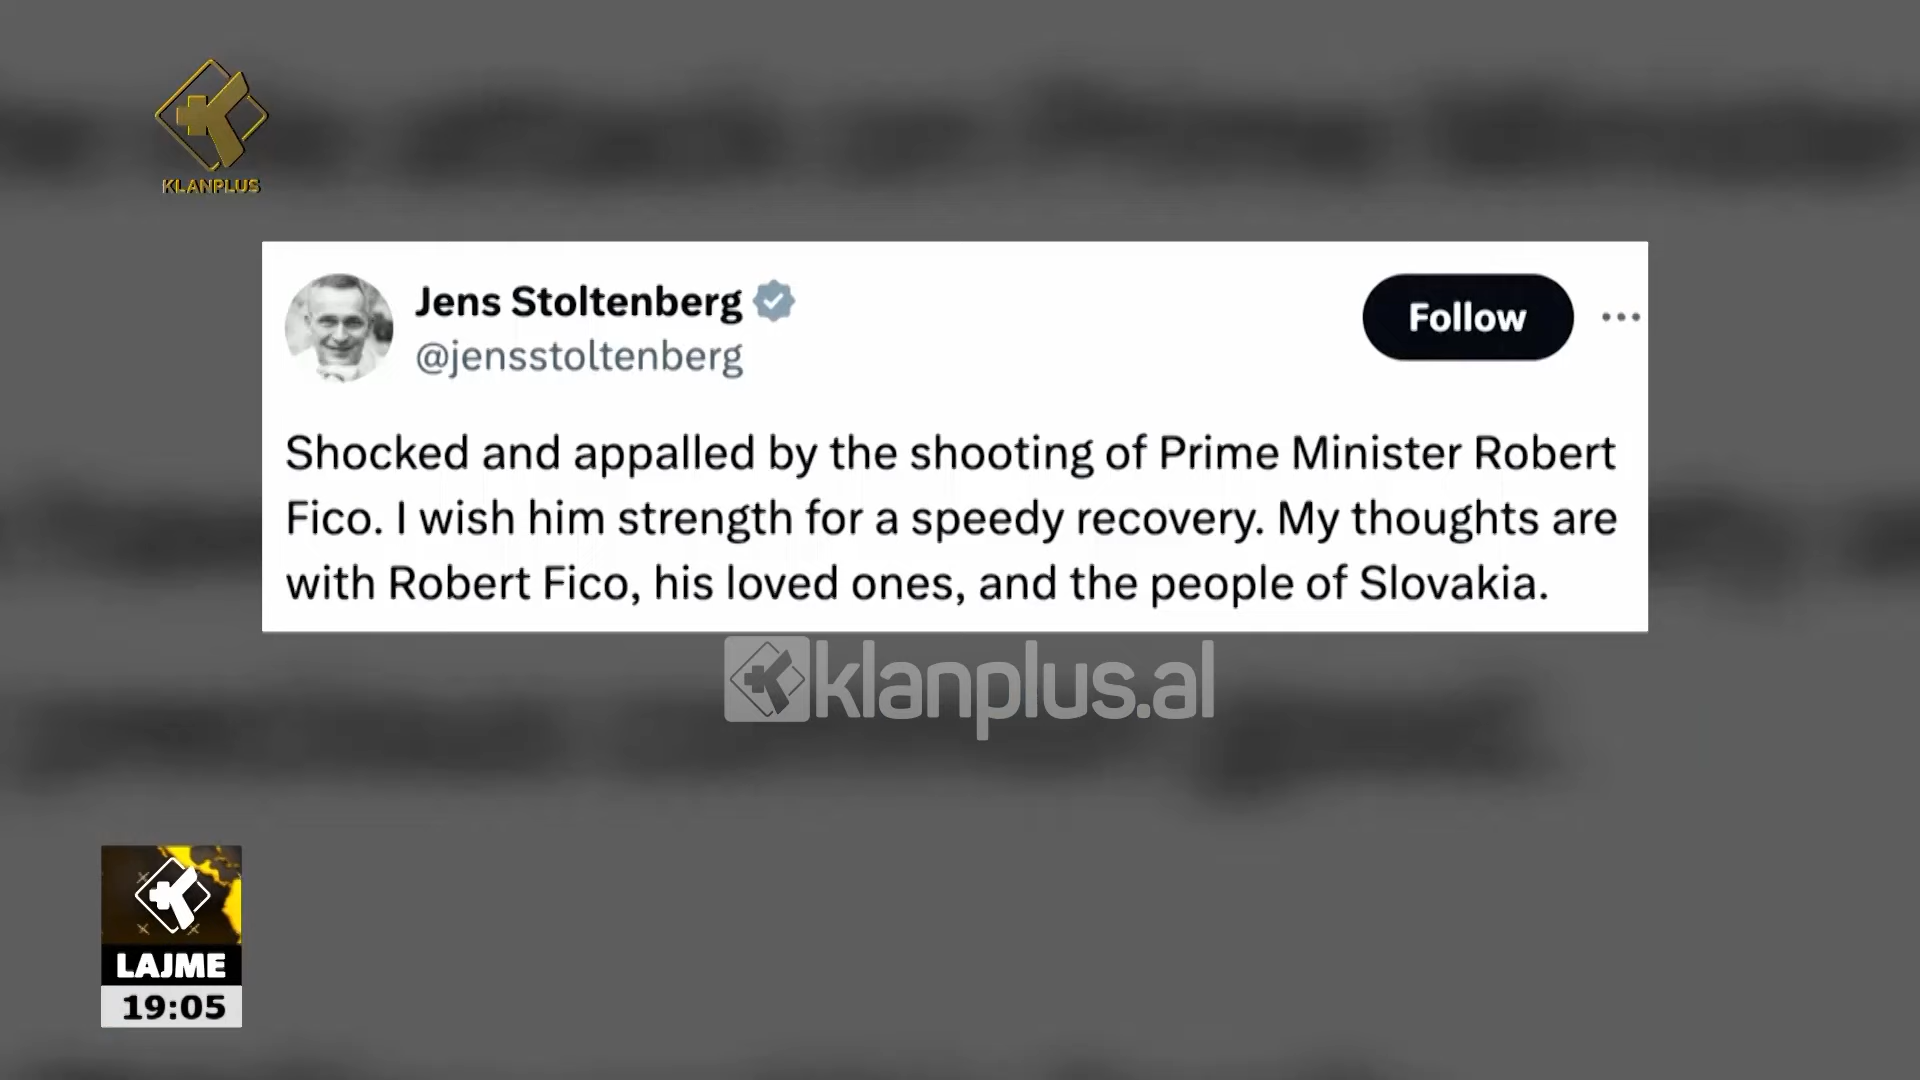 KLANPLUS
Jens Stoltenberg
@jensstoltenberg
Follow
Shocked and appalled by the shooting of Prime Minister Robert
Fico. I wish him strength for a speedy recovery. My thoughts are
with Robert Fico, his loved ones, and the people of Slovakia.
klanplus.al
LAJME
19:05